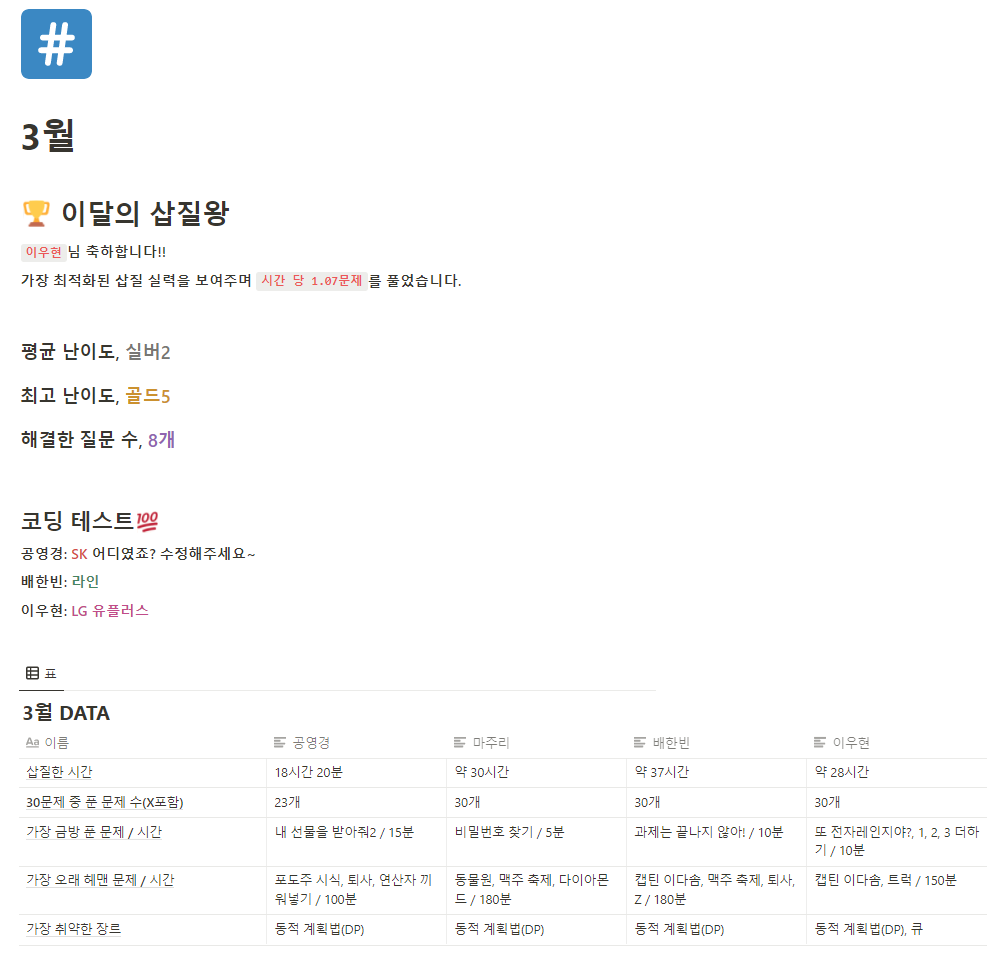 #
3월
🏆 이달의 삽질왕
이우현님 축하합니다!!
가장 최적화된 삽질 실력을 보여주며 시간 당 1.07문제를 풀었습니다.
평균 난이도, 실버2
최고 난이도, 골드5
해결한 질문 수, 8개
코딩 테스트💯
공영경: SK 어디였죠? 수정해주세요~
배한빈: 라인
이우현: LG 유플러스
표
3월 DATA
Aa 이름 공영경 마주리 배한빈 이우현
삽질한 시간 18시간 20분 약 30시간 약 37시간 약 28시간
30문제 중 푼 문제 수(X포함) 23개 30개 30개 30개
가장 금방 푼 문제 / 시간 내 선물을 받아줘2 / 15분 비밀번호 찾기 / 5분 과제는 끝나지 않아! / 10분 또 전자레인지야?, 1, 2, 3 더하
기 / 10분
가장 오래 헤맨 문제 / 시간 포도주 시식, 퇴사, 연산자 끼 동물원, 맥주 축제, 다이아몬 캡틴 이다솜, 맥주 축제, 퇴사, 캡틴 이다솜, 트럭 / 150분
워넣기 / 100분 드 / 180분 Z / 180분
가장 취약한 장르 동적 계획법(DP) 동적 계획법(DP) 동적 계획법(DP) 동적 계획법(DP), 큐